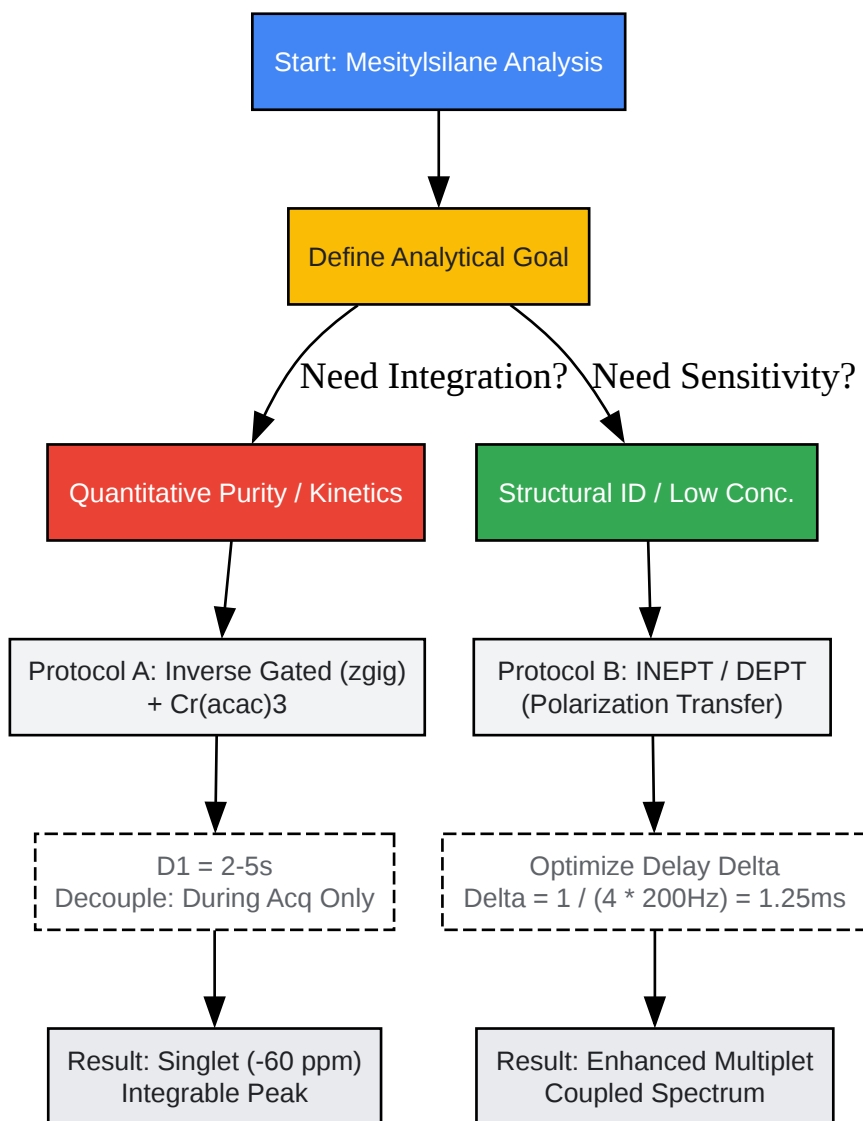 Start: Mesitylsilane Analysis
Define Analytical Goal
Need Integration?
Need Sensitivity?
Quantitative Purity / Kinetics
Structural ID / Low Conc.
Protocol A: Inverse Gated (zgig)
+ Cr(acac)3
Protocol B: INEPT / DEPT
(Polarization Transfer)
D1 = 2-5s
Decouple: During Acq Only
Optimize Delay Delta
Delta = 1 / (4 * 200Hz) = 1.25ms
Result: Singlet (-60 ppm)
Integrable Peak
Result: Enhanced Multiplet
Coupled Spectrum